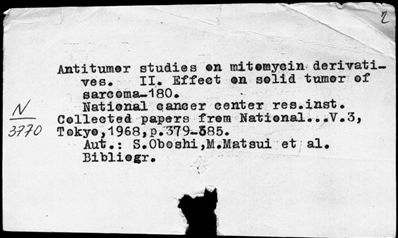 2
Antitumor studies on mitomycin derivati-
ves. II. Effect on solid tumor of
sarcoma-180.
National cancer center res.inst.
N
Collected papers from National...V.3,
3770
Tokyo,1968,p.379-385.
Aut.: S.Oboshi,M.Matsui et al.
Bibliogr.